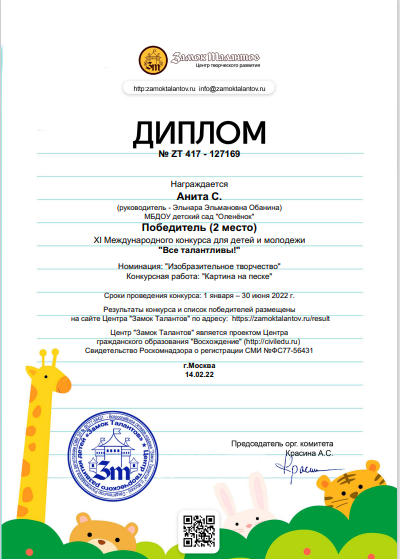 Замок Талантов
Центр творческого развития
http:zamoktalantov.ru info@zamoktalantov.ru
ДИПЛОМ
№ ZT 417 - 127169
Награждается
Анита С.
(руководитель - Эльнара Эльмановна Обанина)
МБДОУ детский сад "Оленёнок"
Победитель (2 место)
XI Международного конкурса для детей и молодежи
"Все талантливы!"
Номинация: "Изобразительное творчество"
Конкурсная работа: "Картина на песке"
Сроки проведения конкурса: 1 января – 30 июня 2022 г.
Результаты конкурса и список победителей размещены
на сайте Центра "Замок Талантов" по адресу: https://zamoktalantov.ru/result
Центр "Замок Талантов" является проектом Центра
гражданского образования "Восхождение" (http://civiledu.ru)
Свидетельство Роскомнадзора о регистрации СМИ №ФС77-56431
г.Москва
14.02.22
Председатель орг. комитета
Красина А.С.